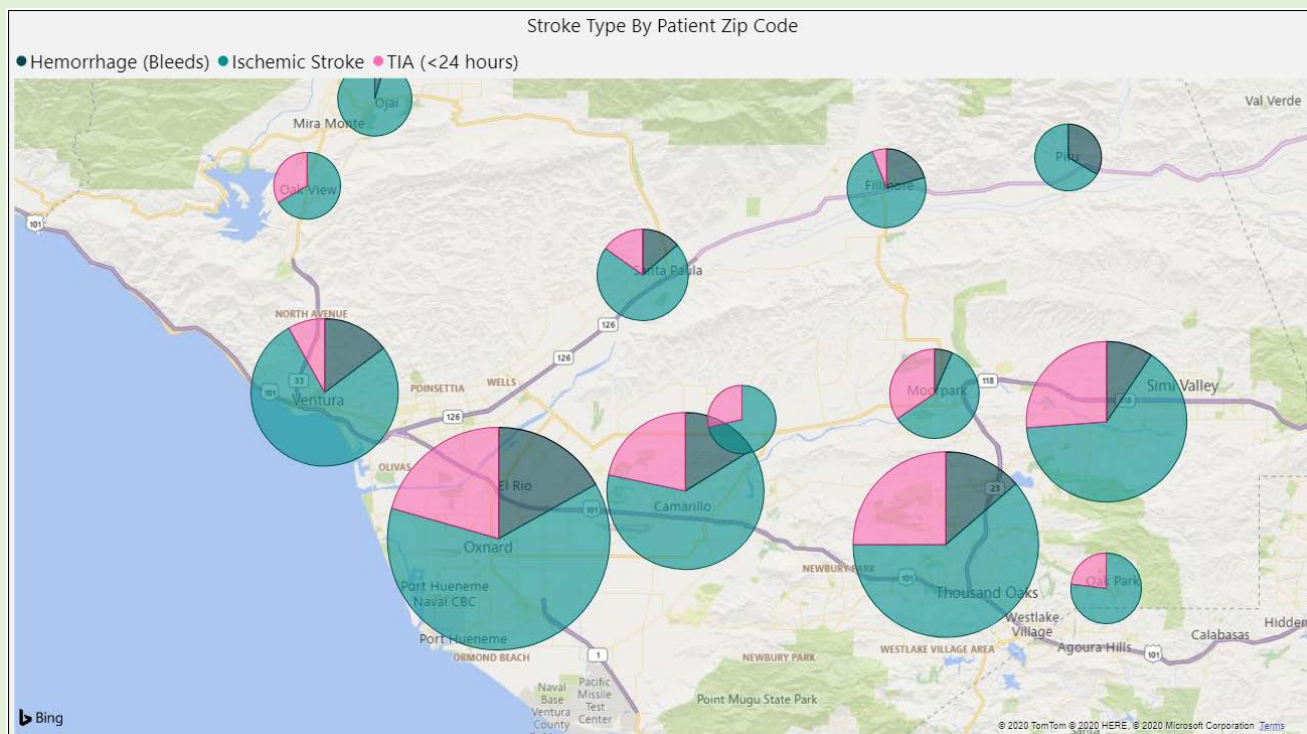 Stroke Type By Patient Zip Code
Hemorrhage (Bleeds) Ischemic Stroke TIA (<24 hours)
Ojai
Val Verde
Mira Monte
Piru
Oak View
Fillmore
101
Santa Paula
NORTH AVENUE
126
126
33
101
Ventura
POINSETTIA
WELLS
126
Moorpark
118
Simi Valley
118
OLIVAS
El Rio
101
Camarillo
23
Oxnard
NEWBURY PARK
101
Oak Park
Port Hueneme
Naval CBC
Thousand Oaks
Westlake
Village
Calabasas
Hidden
Port Hueneme
ORMOND BEACH
1
NEWBURY PARK
WESTLAKE VILLAGE AREA
Agoura Hills
101
Naval
Base
Ventura
County
Pacific
Missile
Test
Center
Point Mugu State Park
Bing
© 2020 TomTom © 2020 HERE, © 2020 Microsoft Corporation Terms